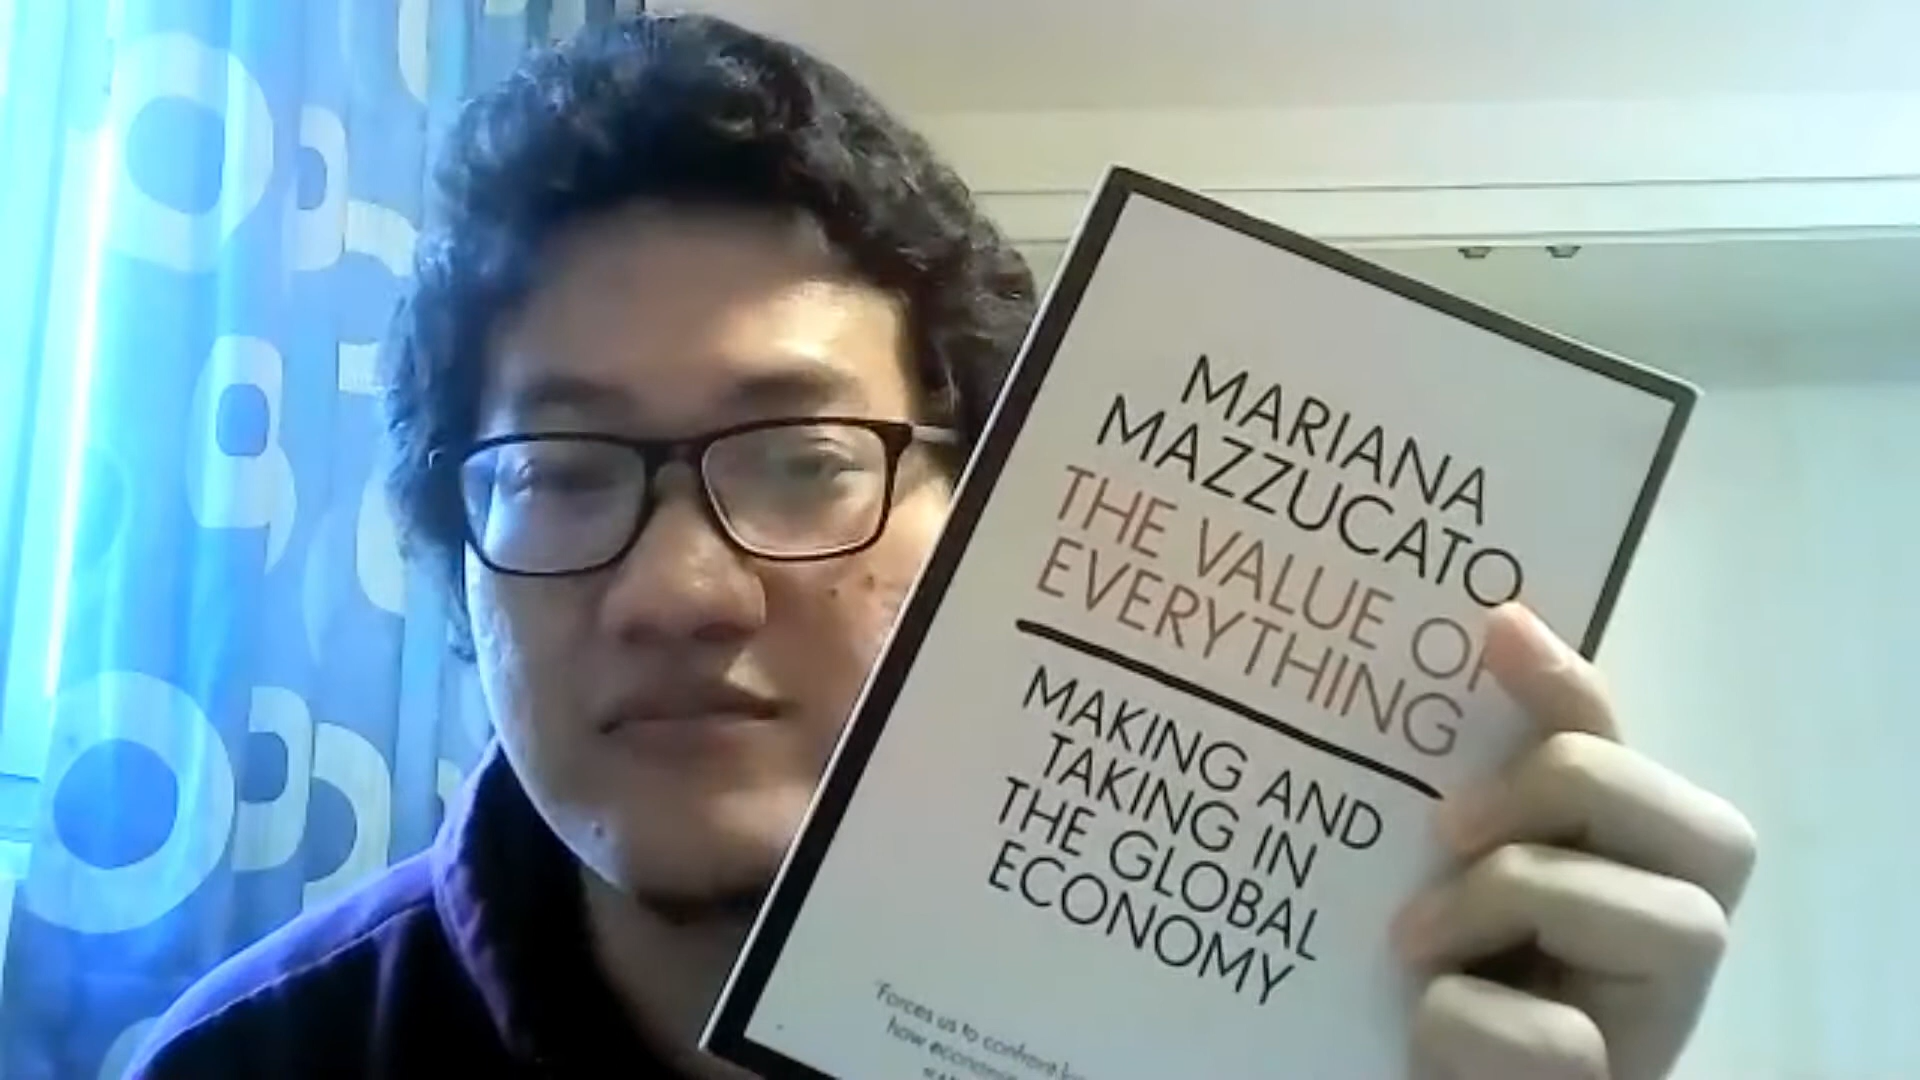 MARIANA
MAZZUCATO
THE VALUE OF
EVERYTHING
MAKING AND
TAKING IN
THE GLOBAL
ECONOMY
'Forces us to confront
how